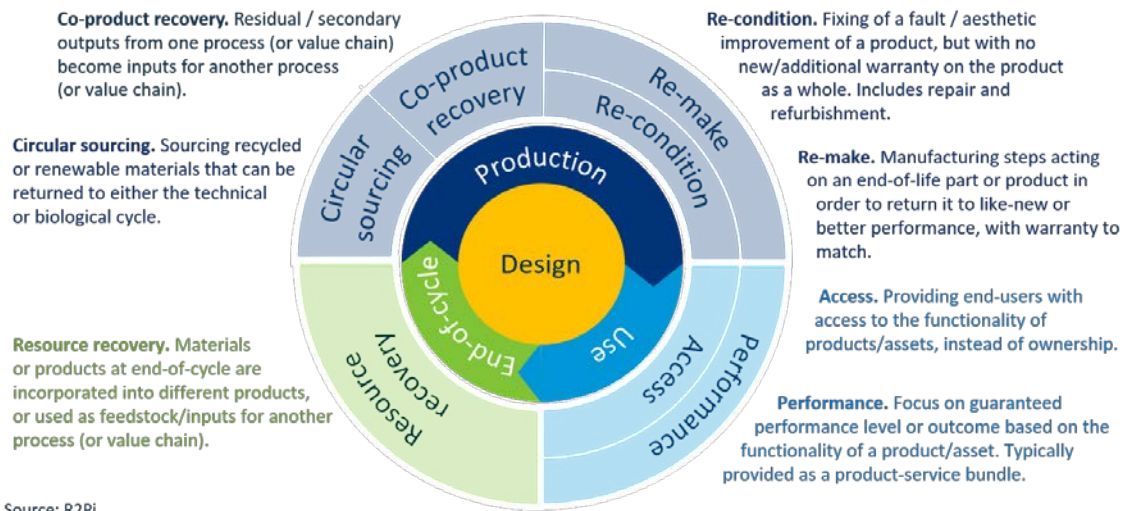 Co-product recovery. Residual / secondary
outputs from one process (or value chain)
become inputs for another process
(or value chain).
Circular sourcing. Sourcing recycled
or renewable materials that can be
returned to either the technical
or biological cycle.
Resource recovery. Materials
or products at end-of-cycle are
incorporated into different products,
or used as feedstock/inputs for another
process (or value chain).
Source: R2Pi
Co-product
recovery
Circular
sourcing
Re-make
Re-condition
Production
Design
End-of-cycle
Use
Resource
recovery
Access
Performance
Re-condition. Fixing of a fault / aesthetic
improvement of a product, but with no
new/additional warranty on the product
as a whole. Includes repair and
refurbishment.
Re-make. Manufacturing steps acting
on an end-of-life part or product in
order to return it to like-new or
better performance, with warranty to
match.
Access. Providing end-users with
access to the functionality of
products/assets, instead of ownership.
Performance. Focus on guaranteed
performance level or outcome based on the
functionality of a product/asset. Typically
provided as a product-service bundle.